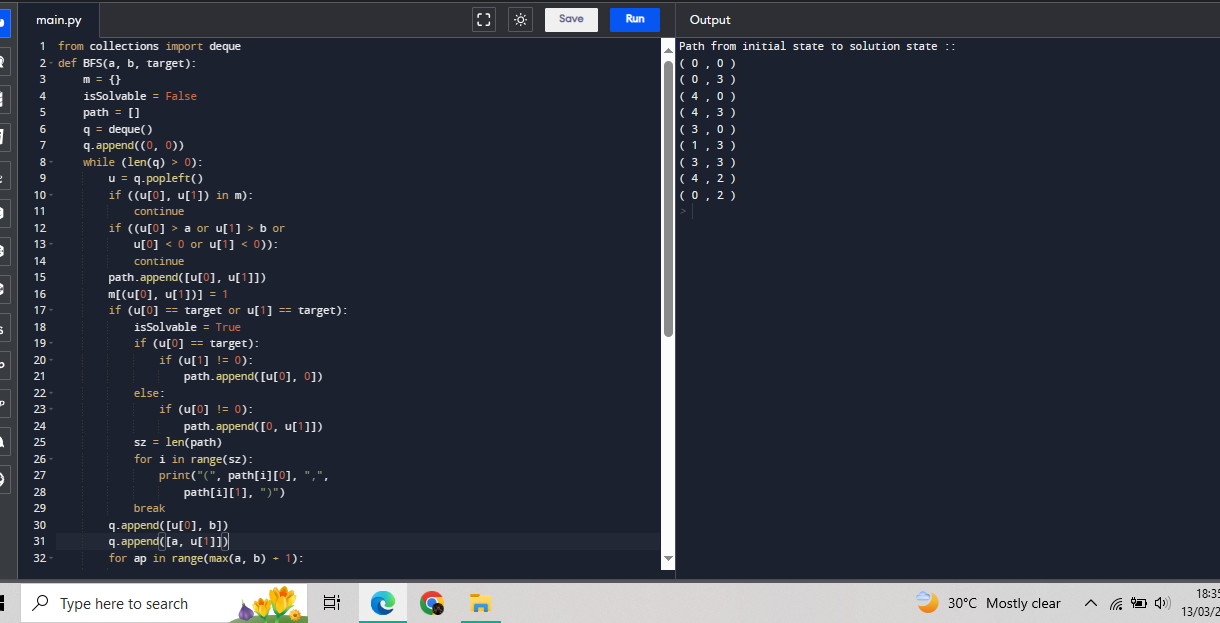 main.py
Save
Run
Output
1 from collections import deque
2 def BFS(a, b, target):
3 m = {}
4 isSolvable = False
5 path = []
6 q = deque()
7 q.append((0, 0))
8 while (len(q) > 0):
9 u = q.popleft()
10 if ((u[0], u[1]) in m):
11 continue
12 if ((u[0] > a or u[1] > b or
13 u[0] < 0 or u[1] < 0)):
14 continue
15 path.append([u[0], u[1]])
16 m[(u[0], u[1])] = 1
17 if (u[0] == target or u[1] == target):
18 isSolvable = True
19 if (u[0] == target):
20 if (u[1] != 0):
21 path.append([u[0], 0])
22 else:
23 if (u[0] != 0):
24 path.append([0, u[1]])
25 sz = len(path)
26 for i in range(sz):
27 print("(", path[i][0], ",",
28 path[i][1], ")")
29 break
30 q.append([u[0], b])
31 q.append([a, u[1]])
32 for ap in range(max(a, b) + 1):
Path from initial state to solution state ::
( 0 , 0 )
( 0 , 3 )
( 4 , 0 )
( 4 , 3 )
( 3 , 0 )
( 1 , 3 )
( 3 , 3 )
( 4 , 2 )
( 0 , 2 )
>
Type here to search
30°C Mostly clear
18:35
13/03/2